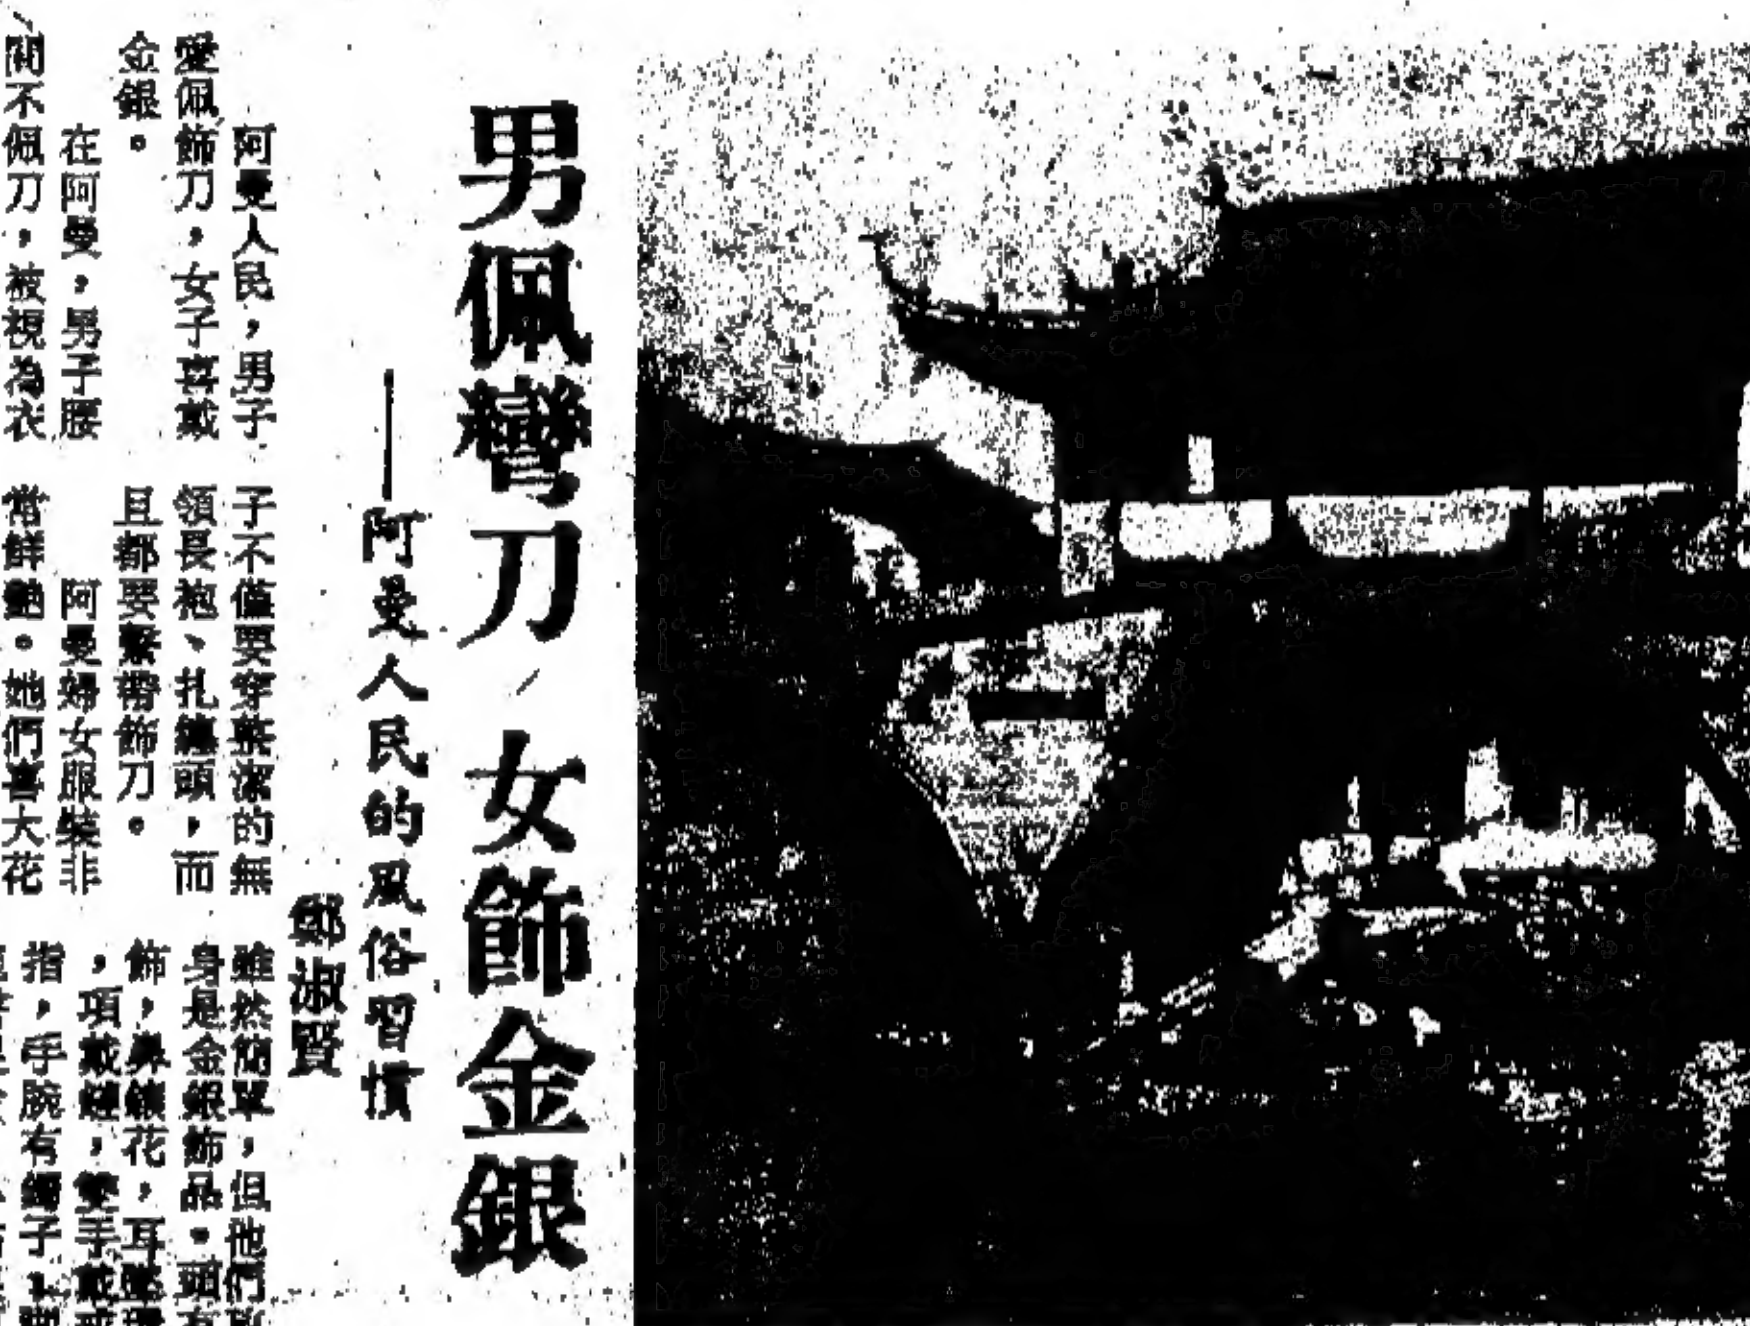 男佩彎刀 女飾金銀
——阿曼人民的风俗習慣
鄭淑賢
阿曼人民，男子
愛佩飾刀，女子喜戴
金銀。
在阿曼，男子腰
間不佩刀，被視為衣
子不僅要穿整潔的無
領長袍、扎纏頭，而
且都要繫帶飾刀。
阿曼婦女服裝非
常鮮艷。她們喜大花
雖然簡單，但他們
身是金銀飾品。頭有
飾，鼻鑲花，耳墜環
，項戴鏈，雙手戴戒
指，手腕有鐲子，